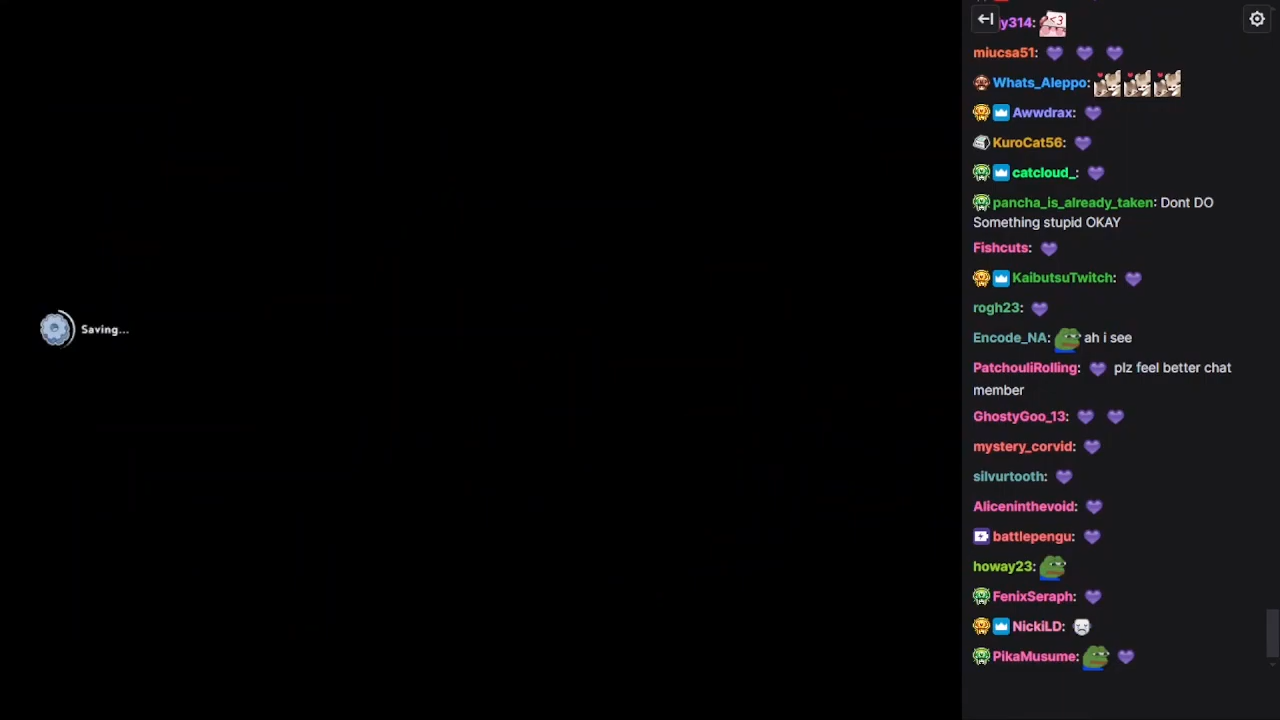 y314: <3
miucsa51:
Whats_Aleppo:
Awwdrax:
KuroCat56:
catcloud_:
pancha_is_already_taken: Dont DO
Something stupid OKAY
Fishcuts:
KaibutsuTwitch:
rogh23:
Encode_NA: ah i see
PatchouliRolling: plz feel better chat
member
GhostyGoo_13:
mystery_corvid:
silvurtooth:
Aliceninthevoid:
battlepengu:
howay23:
FenixSeraph:
NickiLD:
PikaMusume:
Saving...